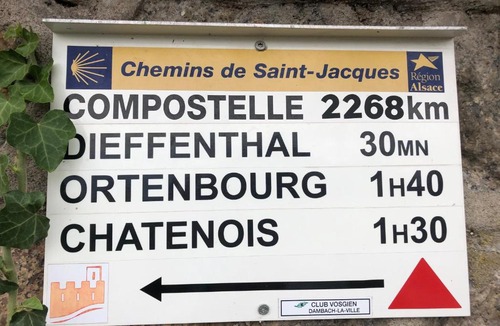 Chemins de Saint-Jacques
Région
Alsace
COMPOSTELLE 2268km
DIEFFENTHAL 30MN
ORTENBOURG 1H40
CHATENOIS 1H30
CLUB VOSGIEN
DAMBACH-LA-VILLE